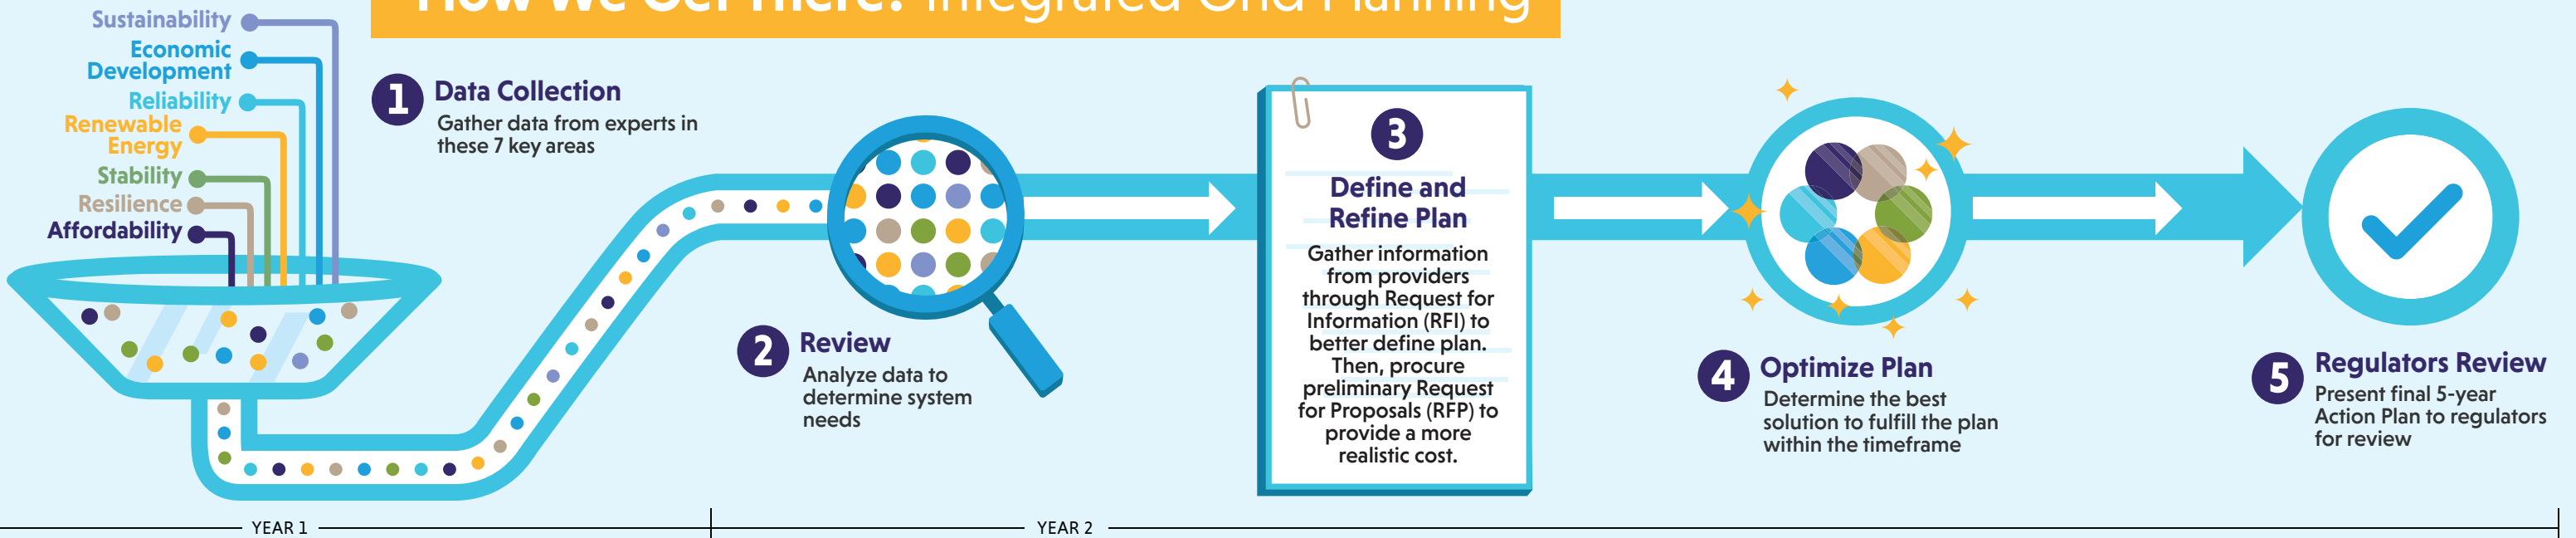 How We Get There? Integrated Grid Planning
Sustainability
Economic
Development
Reliability
Renewable
Energy
Stability
Resilience
Affordability
1
Data Collection
Gather data from experts in
these 7 key areas
2
Review
Analyze data to
determine system
needs
3
Define and
Refine Plan
Gather information
from providers
through Request for
Information (RFI) to
better define plan.
Then, procure
preliminary Request
for Proposals (RFP) to
provide a more
realistic cost.
4
Optimize Plan
Determine the best
solution to fulfill the plan
within the timeframe
5
Regulators Review
Present final 5-year
Action Plan to regulators
for review
YEAR 1
YEAR 2